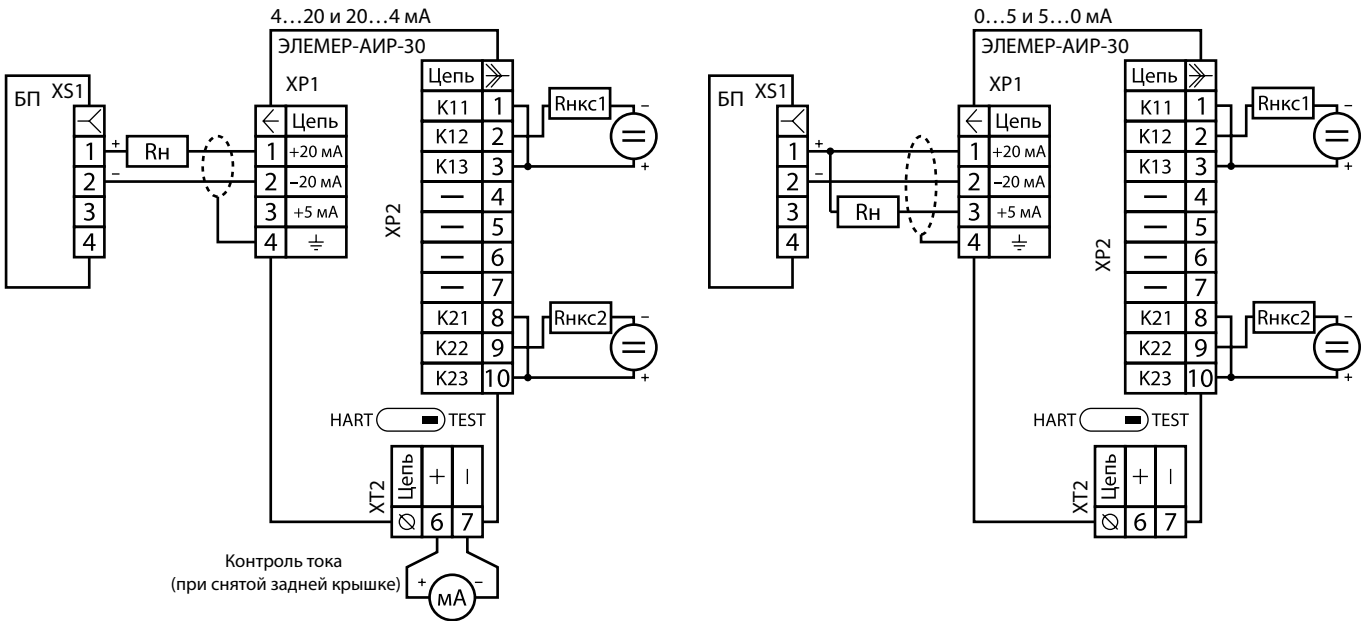 4…20 и 20…4 мА
ЭЛЕМЕР-АИР-30
БП XS1
1
2
3
4
+
–
Rн
XP1
Цепь
1 +20 мА
2 –20 мА
3 +5 мА
4
XP2
Цепь
K11 1
K12 2
K13 3
— 4
— 5
— 6
— 7
K21 8
K22 9
K23 10
Rнкс1
–
=
+
Rнкс2
–
=
+
HART TEST
XT2
Цепь + –
Ø 6 7
Контроль тока
(при снятой задней крышке)
+ –
мА
0…5 и 5…0 мА
ЭЛЕМЕР-АИР-30
БП XS1
1
2
3
4
+
–
Rн
XP1
Цепь
1 +20 мА
2 –20 мА
3 +5 мА
4
XP2
Цепь
K11 1
K12 2
K13 3
— 4
— 5
— 6
— 7
K21 8
K22 9
K23 10
Rнкс1
–
=
+
Rнкс2
–
=
+
HART TEST
XT2
Цепь + –
Ø 6 7